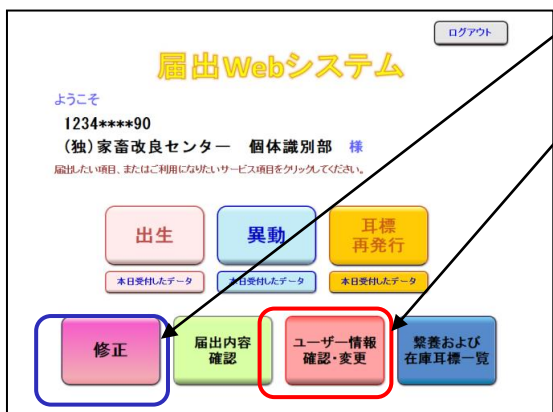 ログアウト
届出Webシステム
ようこそ
1234****90
(独)家畜改良センター 個体識別部 様
届出したい項目、またはご利用になりたいサービス項目をクリックしてください。
出生
異動
耳標
再発行
本日受付したデータ
本日受付したデータ
本日受付したデータ
修正
届出内容
確認
ユーザー情報
確認・変更
繋養および
在庫耳標一覧